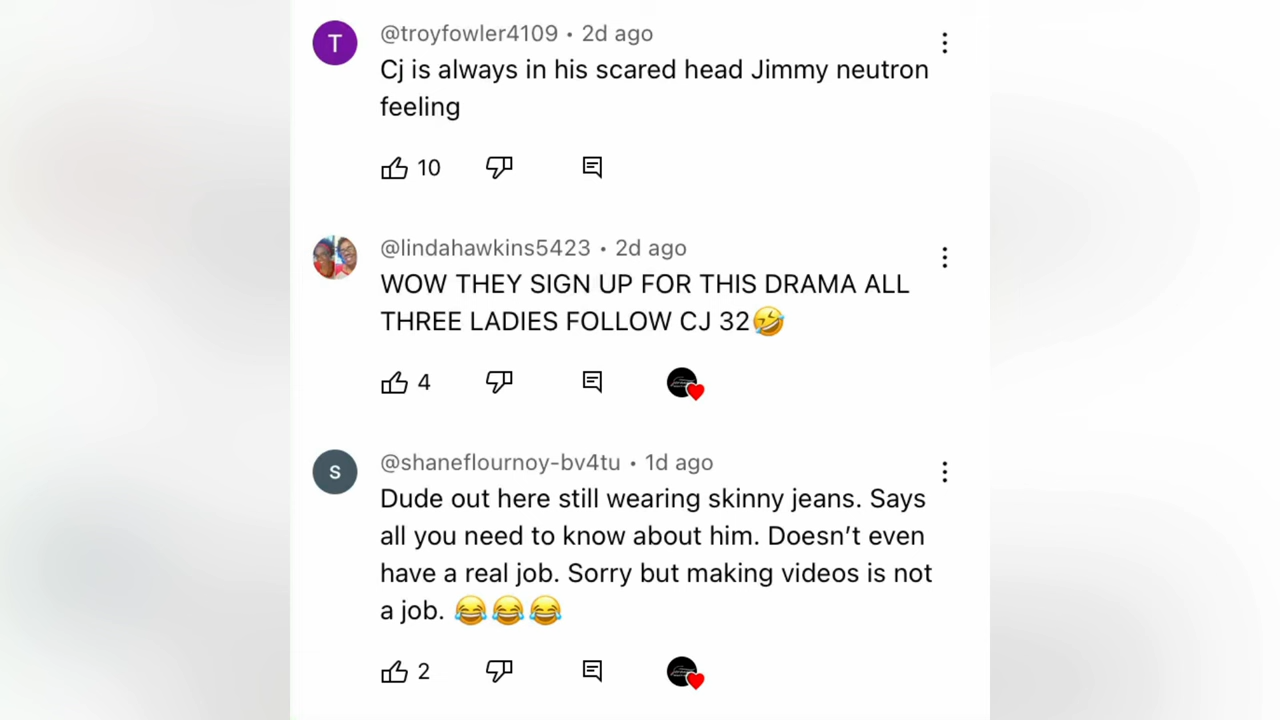 T
@troyfowler4109 • 2d ago
Cj is always in his scared head Jimmy neutron
feeling
10
@lindahawkins5423 • 2d ago
WOW THEY SIGN UP FOR THIS DRAMA ALL
THREE LADIES FOLLOW CJ 32🤣
4
S
@shaneflournoy-bv4tu • 1d ago
Dude out here still wearing skinny jeans. Says
all you need to know about him. Doesn’t even
have a real job. Sorry but making videos is not
a job. 😂😂😂
2